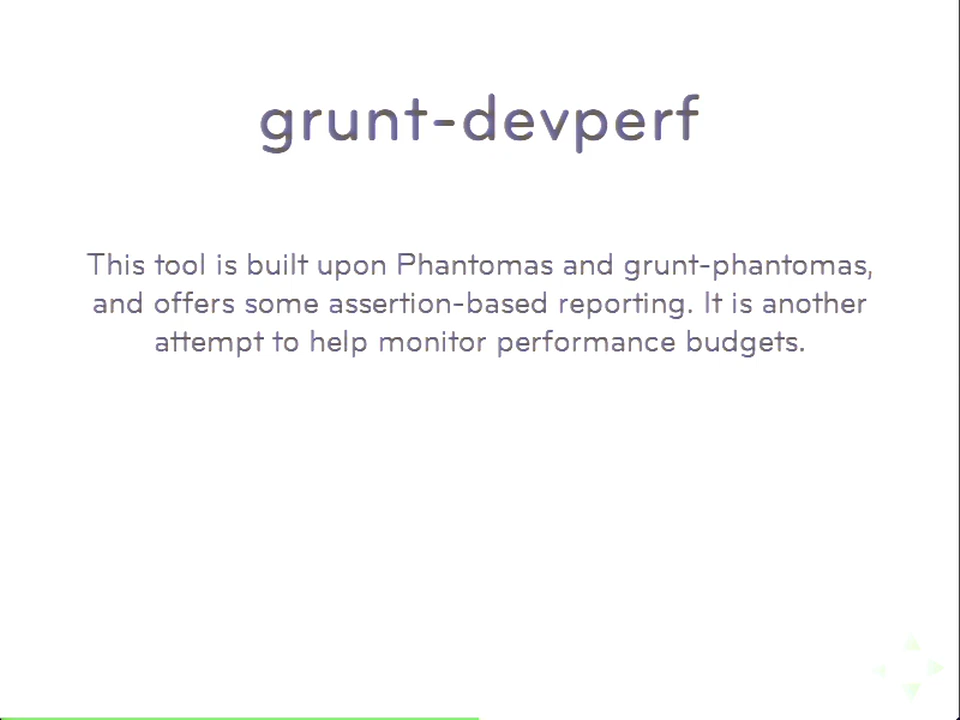 grunt-devperf
This tool is built upon Phantomas and grunt-phantomas,
and offers some assertion-based reporting. It is another
attempt to help monitor performance budgets.